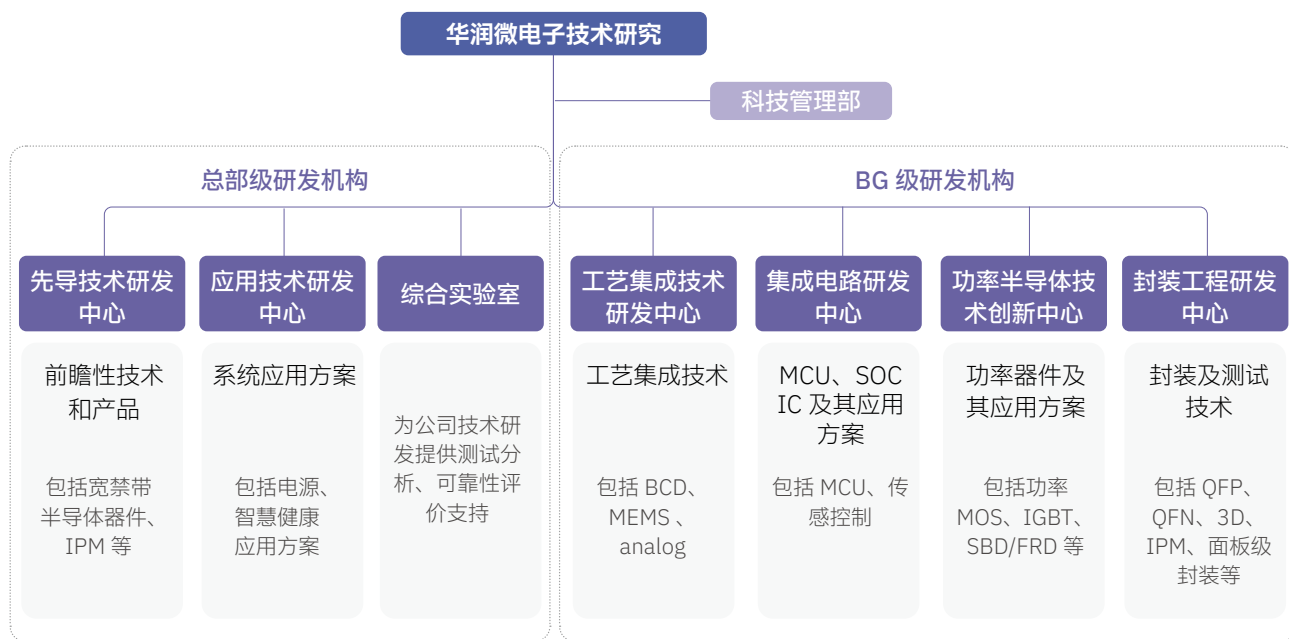 华润微电子技术研究
科技管理部
总部级研发机构
BG 级研发机构
先导技术研发
中心
应用技术研发
中心
综合实验室
工艺集成技术
研发中心
集成电路研发
中心
功率半导体技
术创新中心
封装工程研发
中心
前瞻性技术
和产品
包括宽禁带
半导体器件、
IPM 等
系统应用方案
包括电源、
智慧健康
应用方案
为公司技术研
发提供测试分
析、可靠性评
价支持
工艺集成技术
包括 BCD、
MEMS 、
analog
MCU、SOC
IC 及其应用
方案
包括 MCU、传
感控制
功率器件及
其应用方案
包括功率
MOS、IGBT、
SBD/FRD 等
封装及测试
技术
包括 QFP、
QFN、3D、
IPM、面板级
封装等